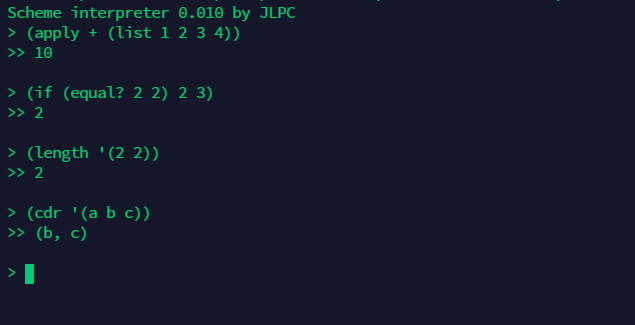 Scheme interpreter 0.010 by JLPC
> (apply + (list 1 2 3 4))
>> 10
> (if (equal? 2 2) 2 3)
>> 2
> (length '(2 2))
>> 2
> (cdr '(a b c))
>> (b, c)
>